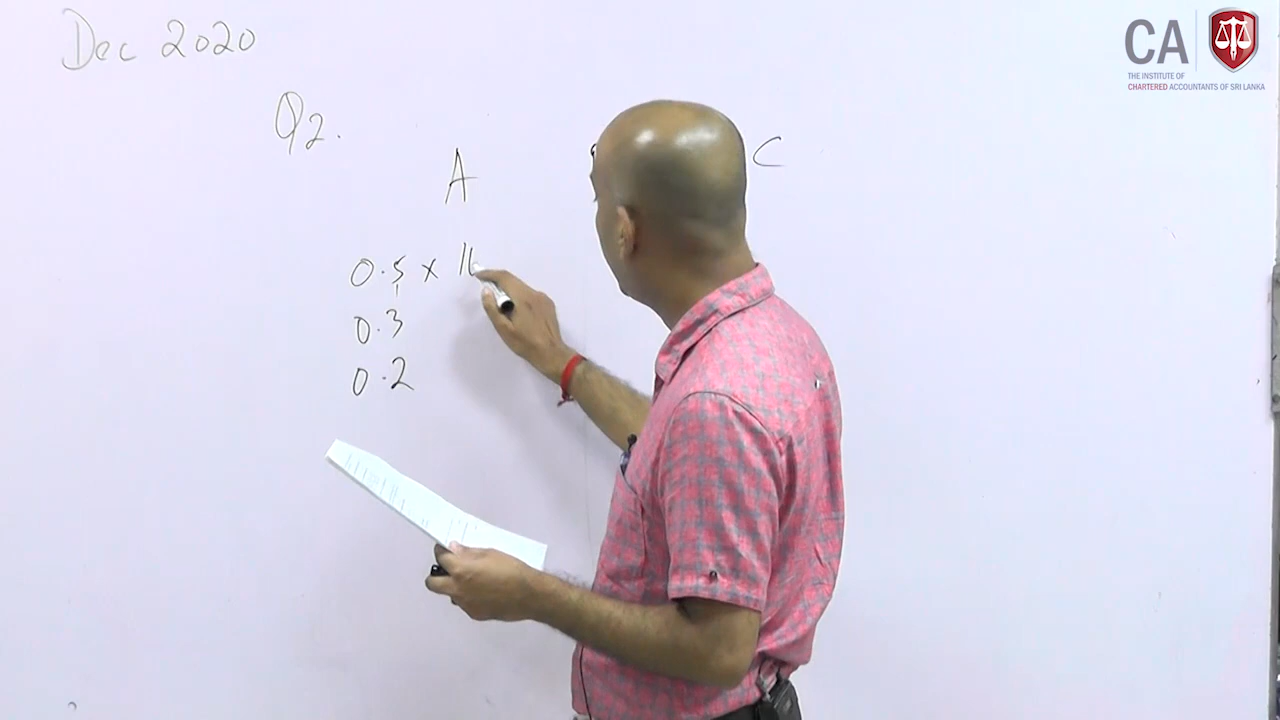 Dec 2020
CA
THE INSTITUTE OF
CHARTERED ACCOUNTANTS OF SRI LANKA
Q2.
A C
0.5 x 16
0.3
0.2